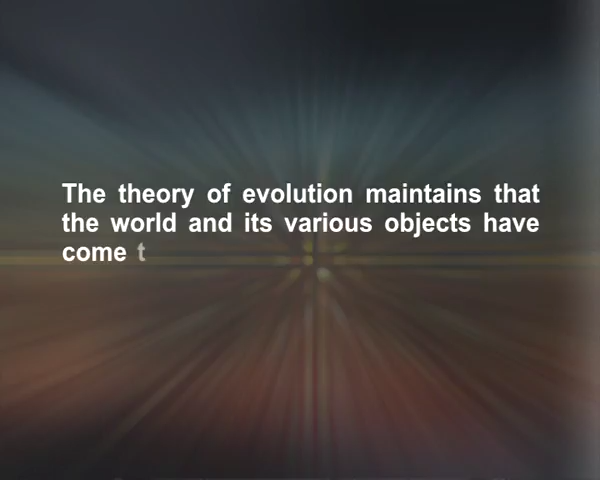 The theory of evolution maintains that
the world and its various objects have
come t